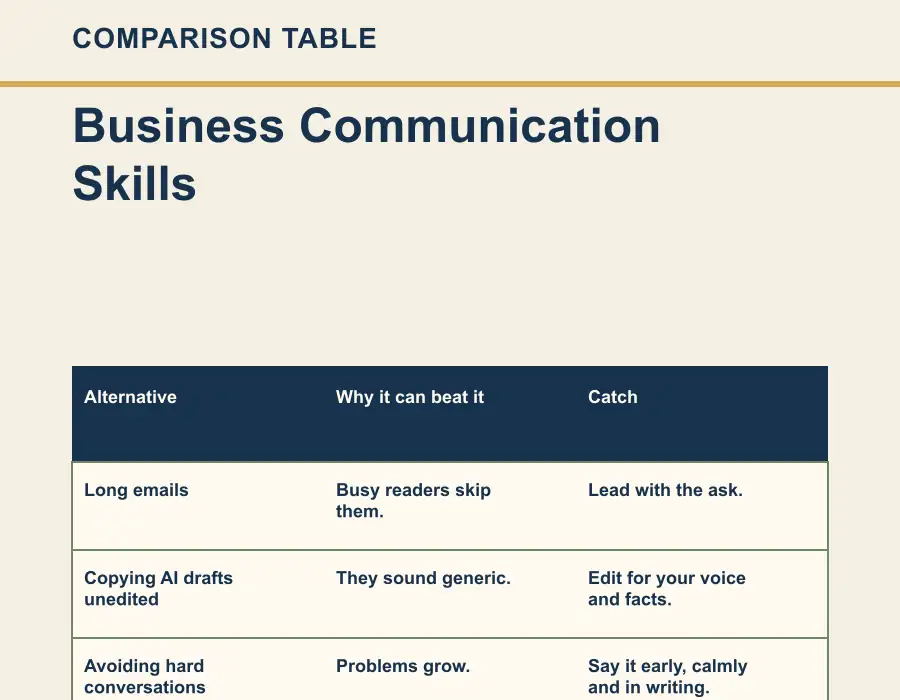 COMPARISON TABLE
Business Communication
Skills
Alternative
Why it can beat it
Catch
Long emails
Busy readers skip
them.
Lead with the ask.
Copying AI drafts
unedited
They sound generic.
Edit for your voice
and facts.
Avoiding hard
conversations
Problems grow.
Say it early, calmly
and in writing.